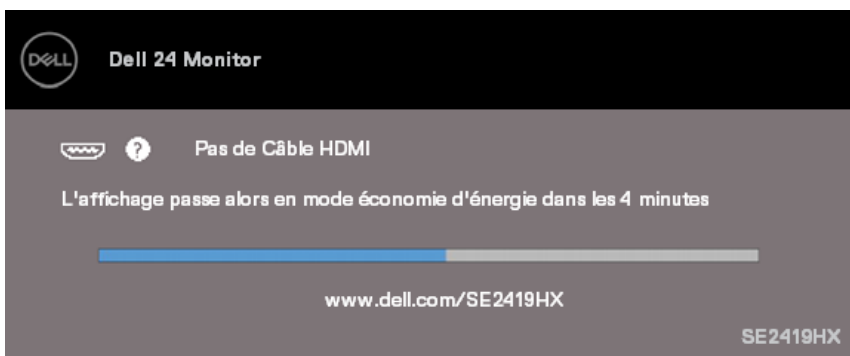 DELL
Dell 24 Monitor
? Pas de Câble HDMI
L'affichage passe alors en mode économie d'énergie dans les 4 minutes
www.dell.com/SE2419HX
SE2419HX